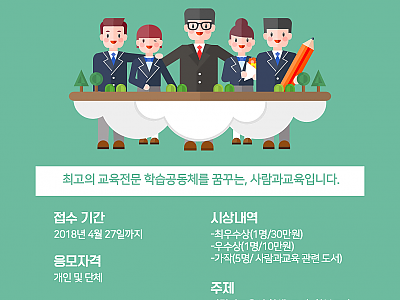 최고의 교육전문 학습공동체를 꿈꾸는, 사람과교육입니다.
접수 기간
2018년 4월 27일까지
응모자격
개인 및 단체
시상내역
-최우수상(1명/30만원)
-우수상(1명/10만원)
-가작(5명/ 사람과교육 관련 도서)
주제